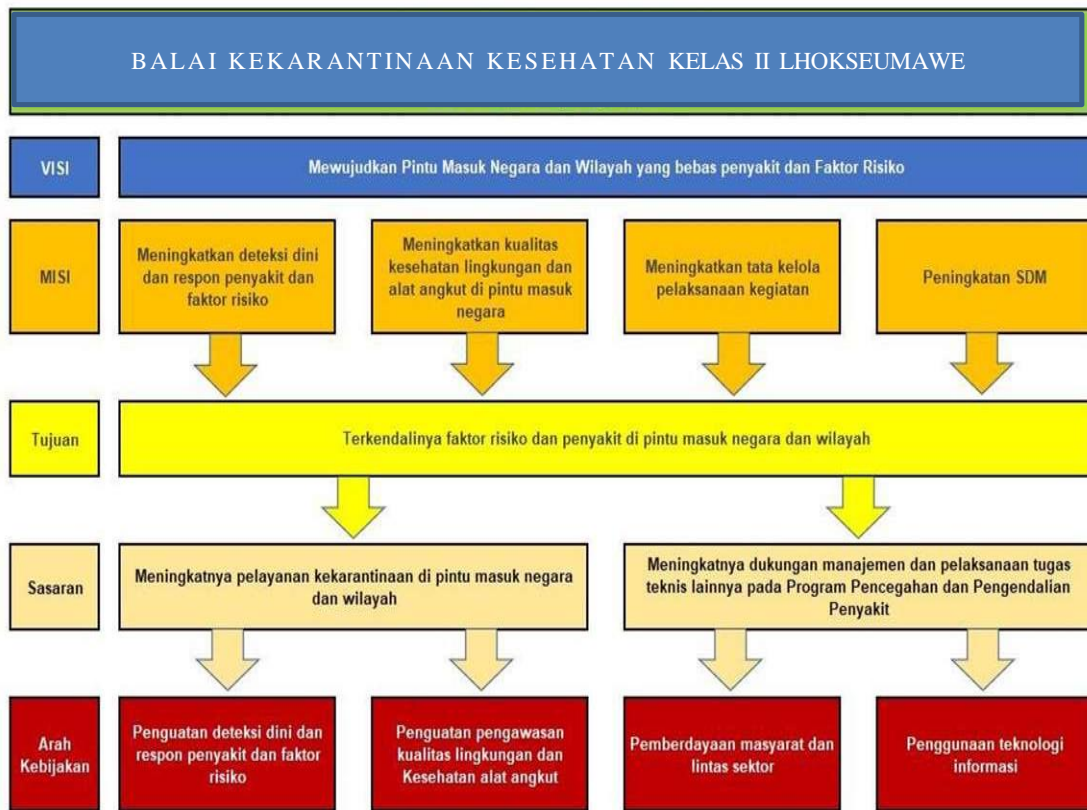 BALAI KEKARANTINAAN KESEHATAN KELAS II LHOKSEUMAWE
VISI
Mewujudkan Pintu Masuk Negara dan Wilayah yang bebas penyakit dan Faktor Risiko
MISI
Meningkatkan deteksi dini
dan respon penyakit dan
faktor risiko
Meningkatkan kualitas
kesehatan lingkungan dan
alat angkut di pintu masuk
negara
Meningkatkan tata kelola
pelaksanaan kegiatan
Peningkatan SDM
Tujuan
Terkendalinya faktor risiko dan penyakit di pintu masuk negara dan wilayah
Sasaran
Meningkatnya pelayanan kekarantinaan di pintu masuk negara
dan wilayah
Meningkatnya dukungan manajemen dan pelaksanaan tugas
teknis lainnya pada Program Pencegahan dan Pengendalian
Penyakit
Arah
Kebijakan
Penguatan deteksi dini dan
respon penyakit dan faktor
risiko
Penguatan pengawasan
kualitas lingkungan dan
Kesehatan alat angkut
Pemberdayaan masyarat dan
lintas sektor
Penggunaan teknologi
informasi